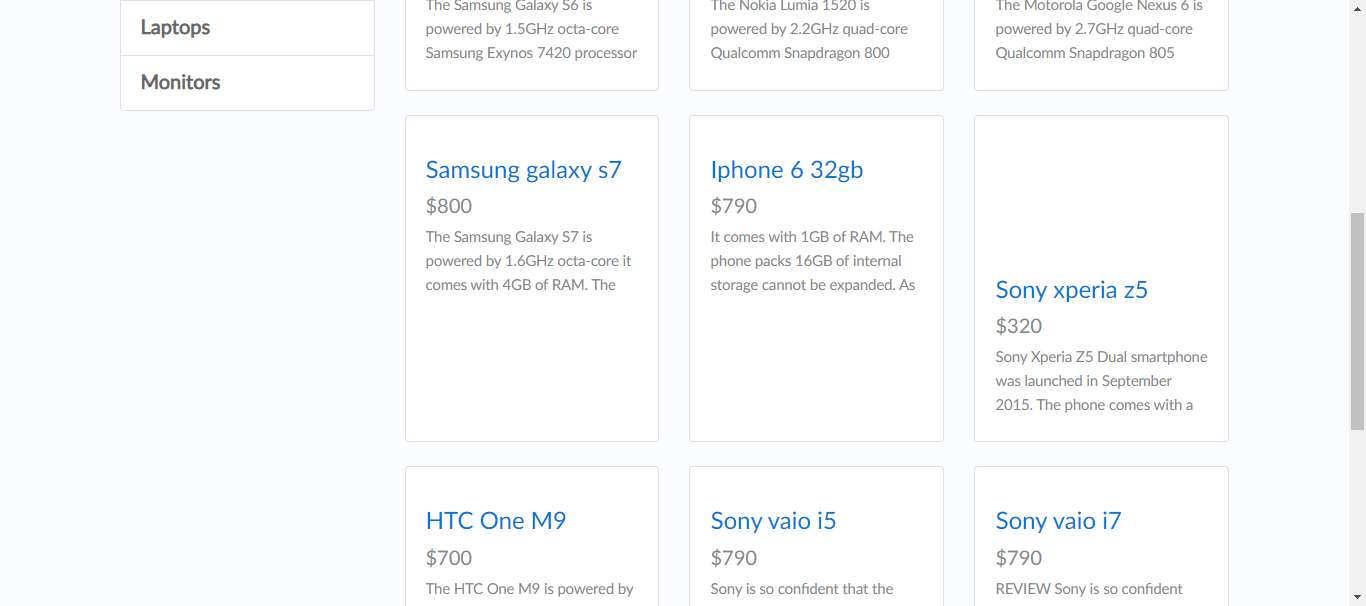 Laptops
Monitors
The Samsung Galaxy S6 is
powered by 1.5GHz octa-core
Samsung Exynos 7420 processor
The Nokia Lumia 1520 is
powered by 2.2GHz quad-core
Qualcomm Snapdragon 800
The Motorola Google Nexus 6 is
powered by 2.7GHz quad-core
Qualcomm Snapdragon 805
Samsung galaxy s7
$800
The Samsung Galaxy S7 is
powered by 1.6GHz octa-core it
comes with 4GB of RAM. The
Iphone 6 32gb
$790
It comes with 1GB of RAM. The
phone packs 16GB of internal
storage cannot be expanded. As
Sony xperia z5
$320
Sony Xperia Z5 Dual smartphone
was launched in September
2015. The phone comes with a
HTC One M9
$700
The HTC One M9 is powered by
Sony vaio i5
$790
Sony is so confident that the
Sony vaio i7
$790
REVIEW Sony is so confident